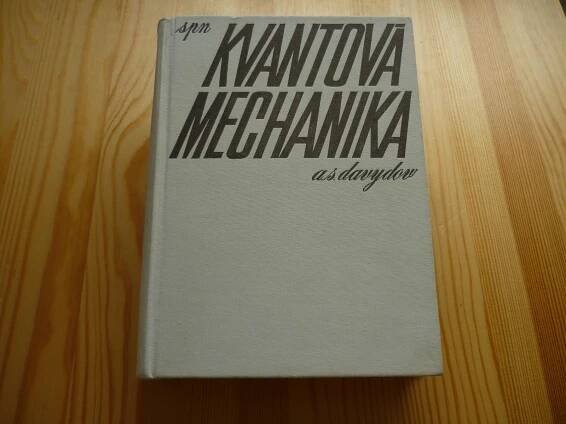 spn
KVANTOVÁ
MECHANIKA
a.s. davydov